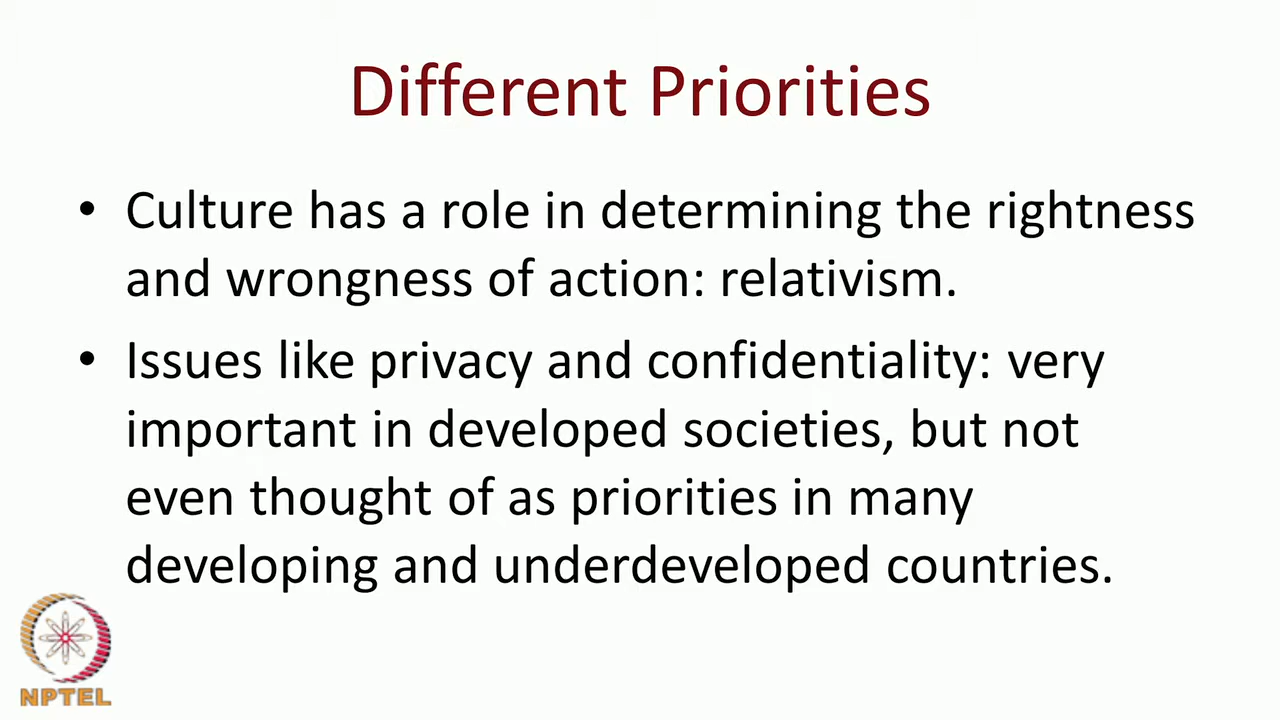 Different Priorities
• Culture has a role in determining the rightness
and wrongness of action: relativism.
• Issues like privacy and confidentiality: very
important in developed societies, but not
even thought of as priorities in many
developing and underdeveloped countries.
NPTEL